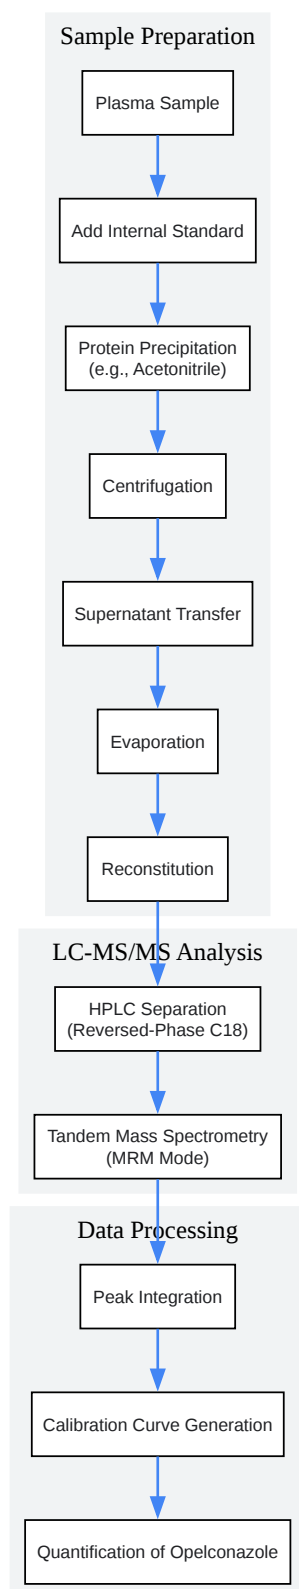 Sample Preparation
Plasma Sample
Add Internal Standard
Protein Precipitation
(e.g., Acetonitrile)
Centrifugation
Supernatant Transfer
Evaporation
Reconstitution
LC-MS/MS Analysis
HPLC Separation
(Reversed-Phase C18)
Tandem Mass Spectrometry
(MRM Mode)
Data Processing
Peak Integration
Calibration Curve Generation
Quantification of Opelconazole